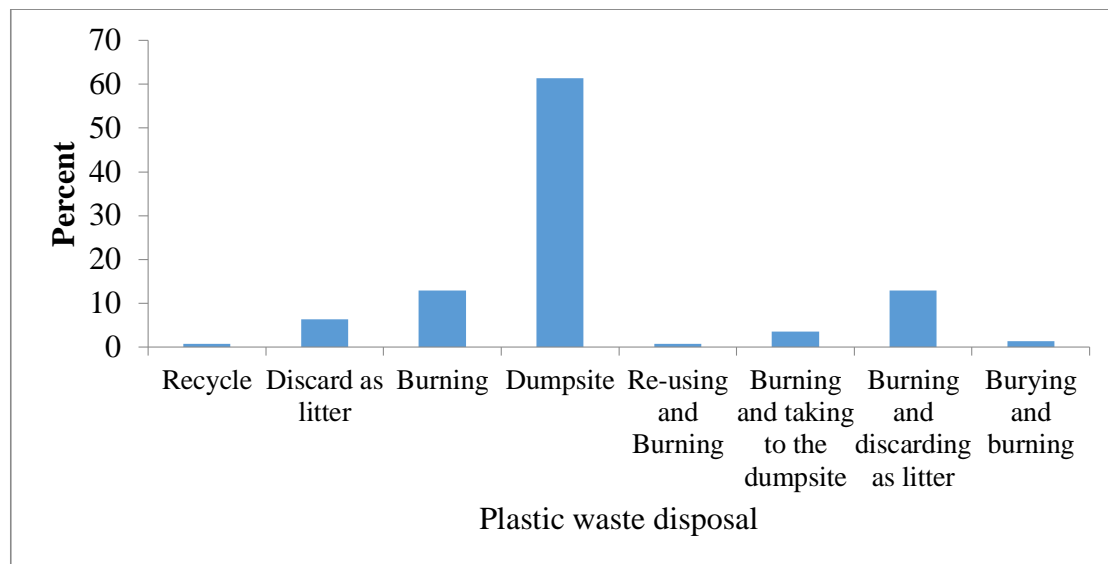 70
60
50
40
30
20
10
0
Percent
Recycle
Discard as
litter
Burning
Dumpsite
Re-using
and
Burning
Burning
and taking
to the
dumpsite
Burning
and
discarding
as litter
Burying
and
burning
Plastic waste disposal